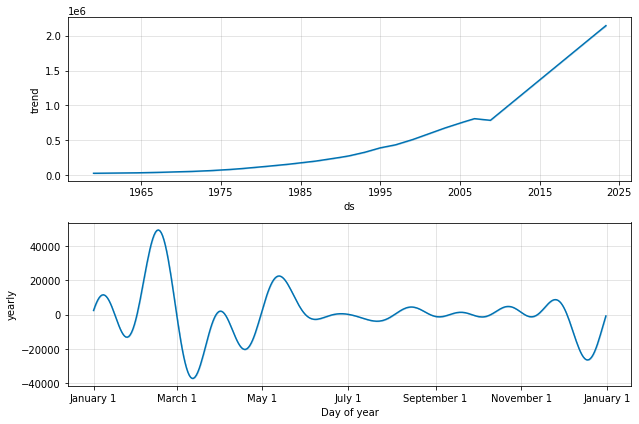 1e6
2.0
1.5
1.0
0.5
0.0
trend
1965 1975 1985 1995 2005 2015 2025
ds
40000
20000
0
−20000
−40000
yearly
January 1 March 1 May 1 July 1 September 1 November 1 January 1
Day of year